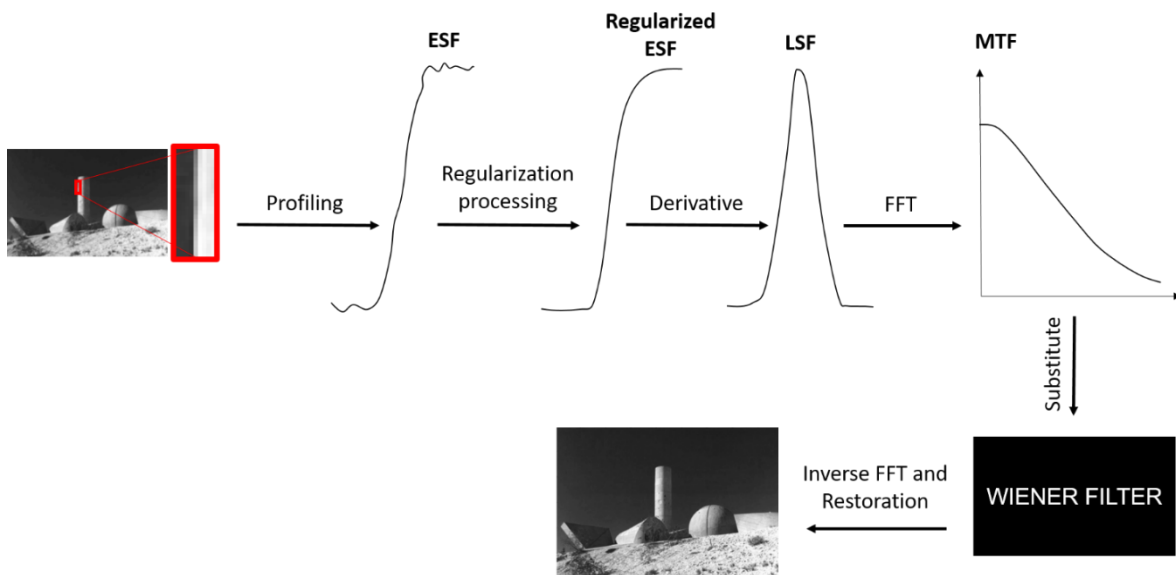 ESF
Regularized
ESF
LSF
MTF
Profiling
Regularization
processing
Derivative
FFT
Substitute
WIENER FILTER
Inverse FFT and
Restoration